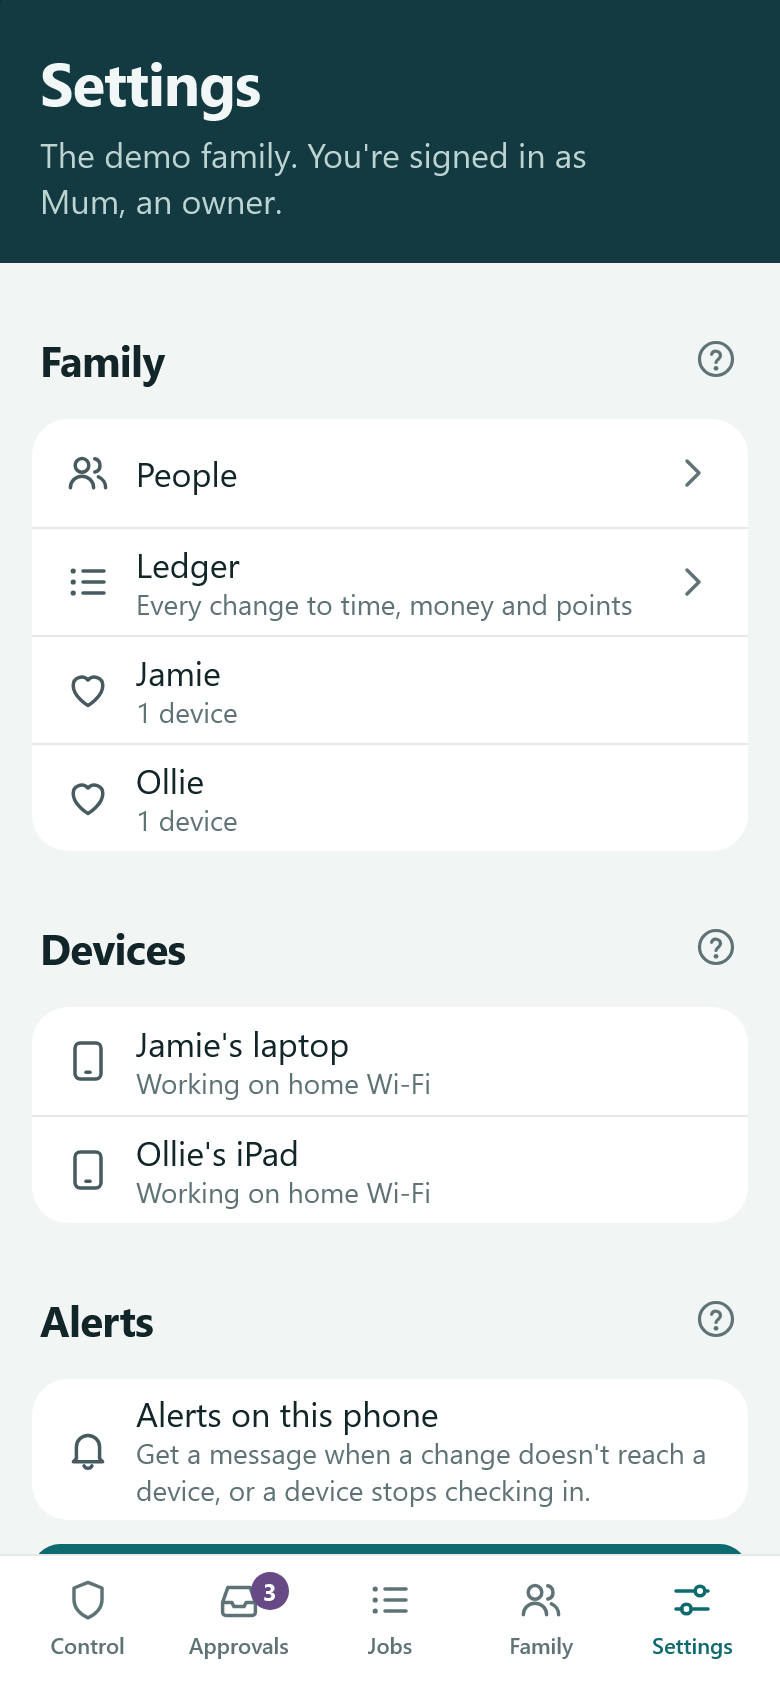 Settings
The demo family. You're signed in as
Mum, an owner.
Family
People
Ledger
Every change to time, money and points
Jamie
1 device
Ollie
1 device
Devices
Jamie's laptop
Working on home Wi-Fi
Ollie's iPad
Working on home Wi-Fi
Alerts
Alerts on this phone
Get a message when a change doesn't reach a
device, or a device stops checking in.
3
Control
Approvals
Jobs
Family
Settings